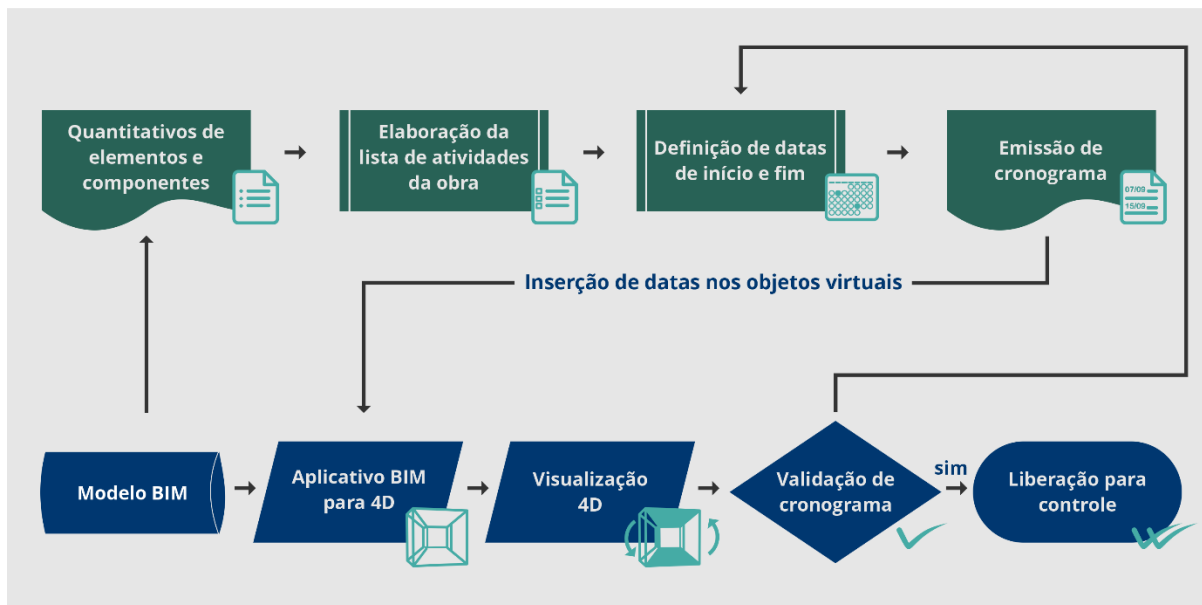 Quantitativos de
elementos e
componentes
Elaboração da
lista de atividades
da obra
Definição de datas
de início e fim
Emissão de
cronograma
07/09
15/09
Inserção de datas nos objetos virtuais
Modelo BIM
Aplicativo BIM
para 4D
Visualização
4D
Validação de
cronograma
sim
Liberação para
controle